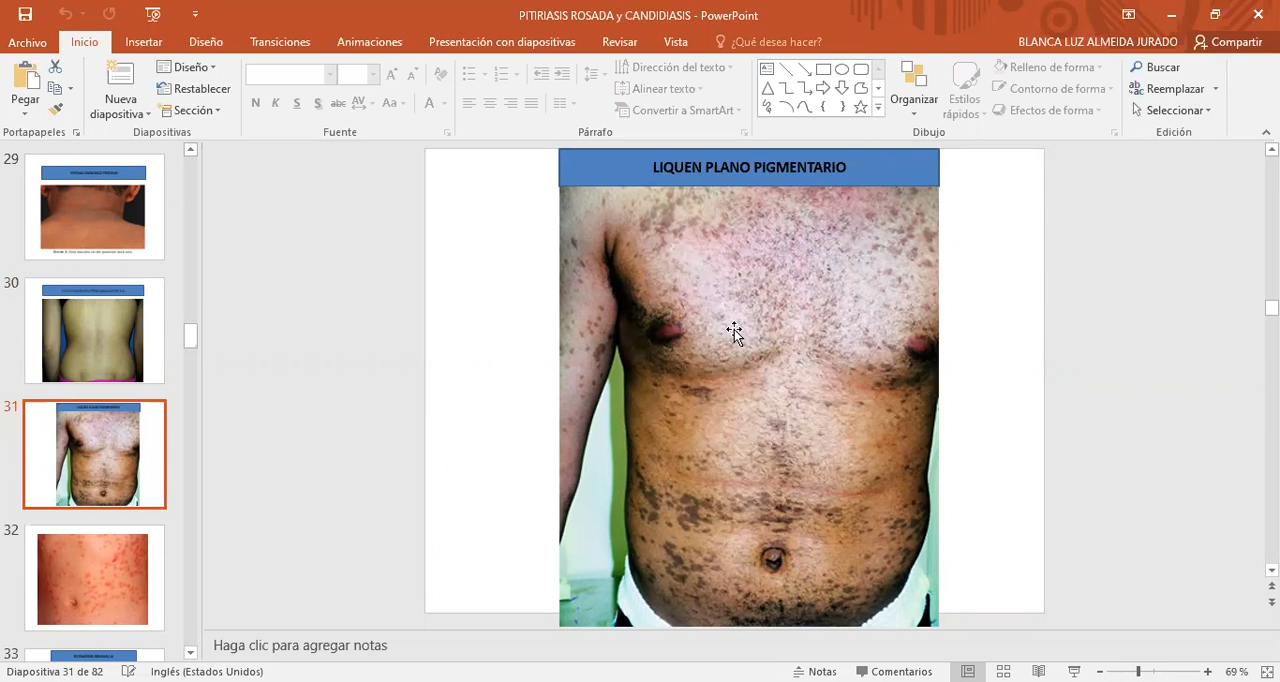 PITIRIASIS ROSADA y CANDIDIASIS - PowerPoint
Archivo Inicio Insertar Diseño Transiciones Animaciones Presentación con diapositivas Revisar Vista ¿Qué desea hacer? BLANCA LUZ ALMEIDA JURADO Compartir
Pegar
Nueva
diapositiva
Diseño
Restablecer
Sección
N K S S abc AV Aa A
Dirección del texto
Alinear texto
Convertir a SmartArt
Organizar
Estilos
rápidos
Relleno de forma
Contorno de forma
Efectos de forma
Buscar
Reemplazar
Seleccionar
Portapapeles Diapositivas Fuente Párrafo Dibujo Edición
29
30
31
32
33
LIQUEN PLANO PIGMENTARIO
Haga clic para agregar notas
Diapositiva 31 de 82 Inglés (Estados Unidos) Notas Comentarios 69 %